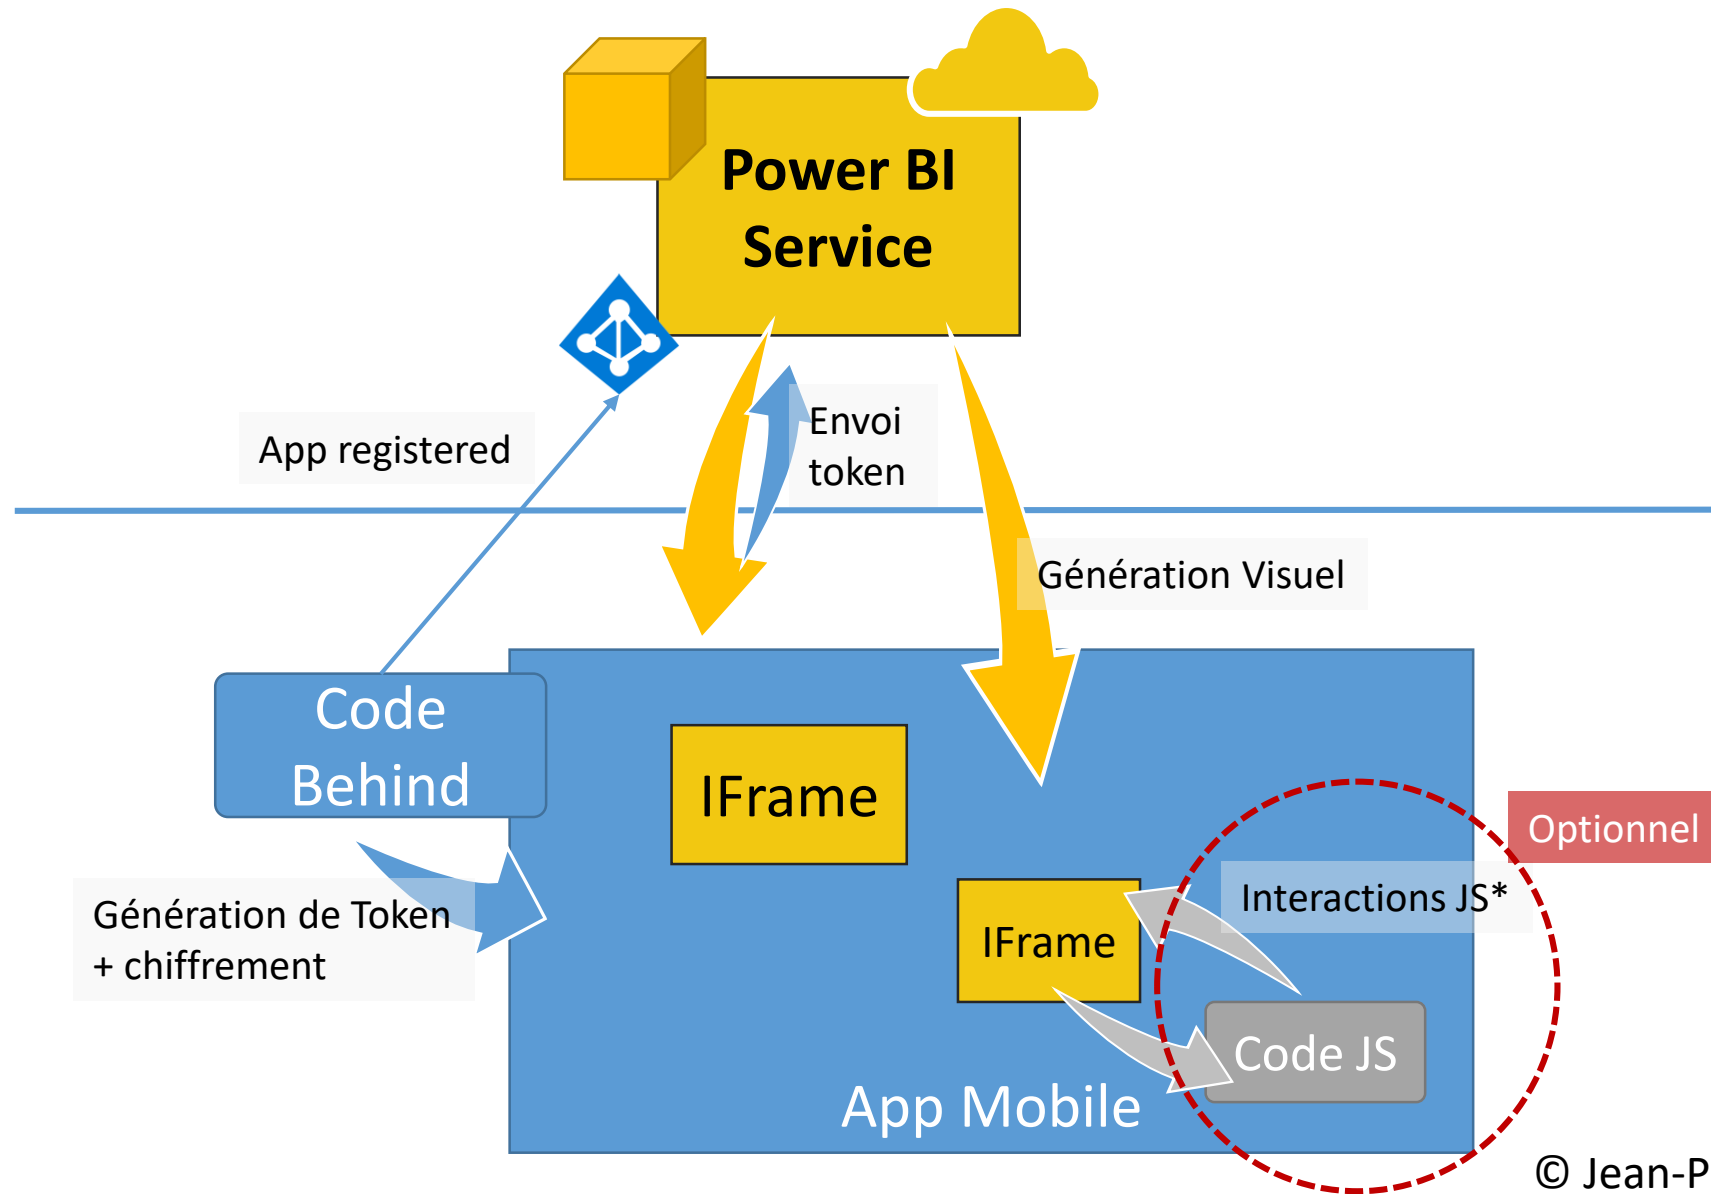 Power BI
Service
App registered
Envoi
token
Génération Visuel
Code
Behind
IFrame
Optionnel
Interactions JS*
Génération de Token
+ chiffrement
IFrame
Code JS
App Mobile
© Jean-P